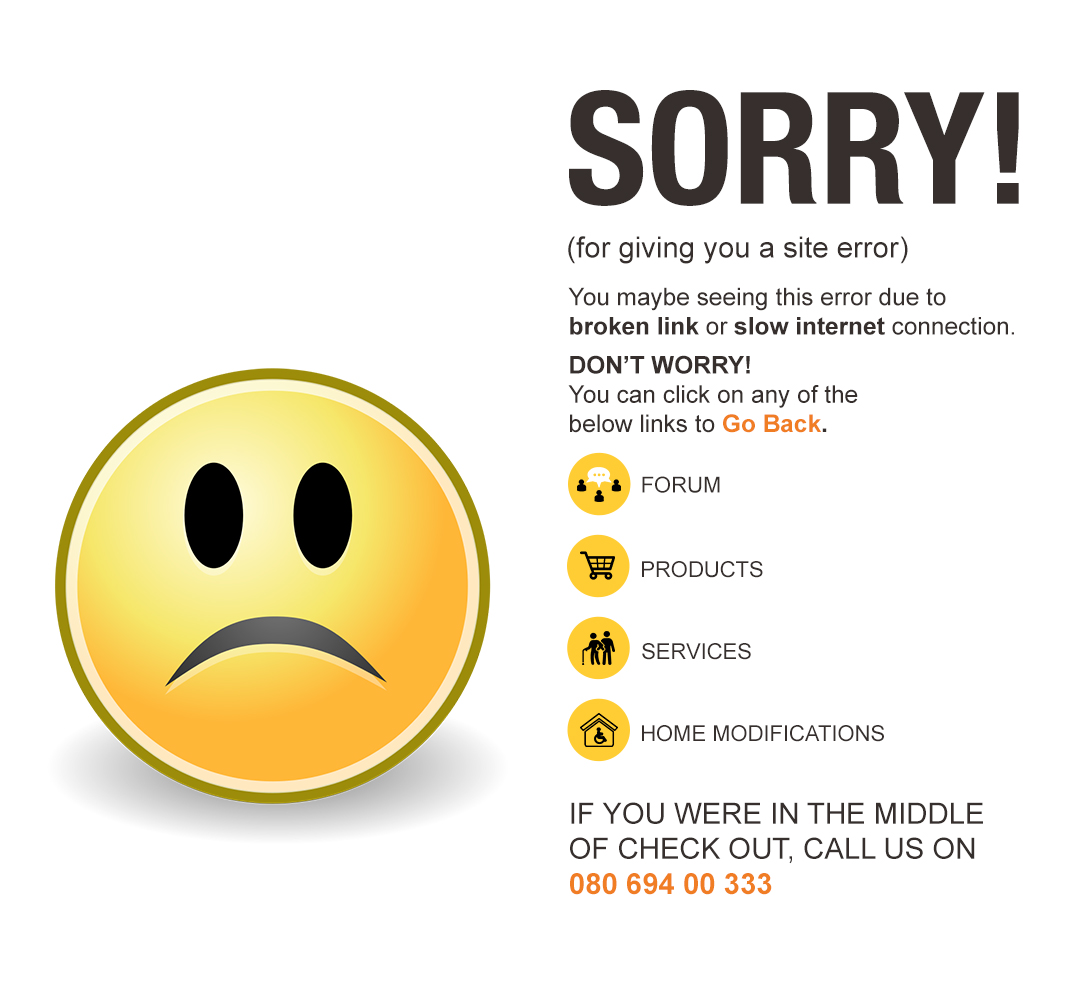 SORRY!
(for giving you a site error)
You maybe seeing this error due to
broken link or slow internet connection.
DON’T WORRY!
You can click on any of the
below links to Go Back.
FORUM
PRODUCTS
SERVICES
HOME MODIFICATIONS
IF YOU WERE IN THE MIDDLE
OF CHECK OUT, CALL US ON
080 694 00 333